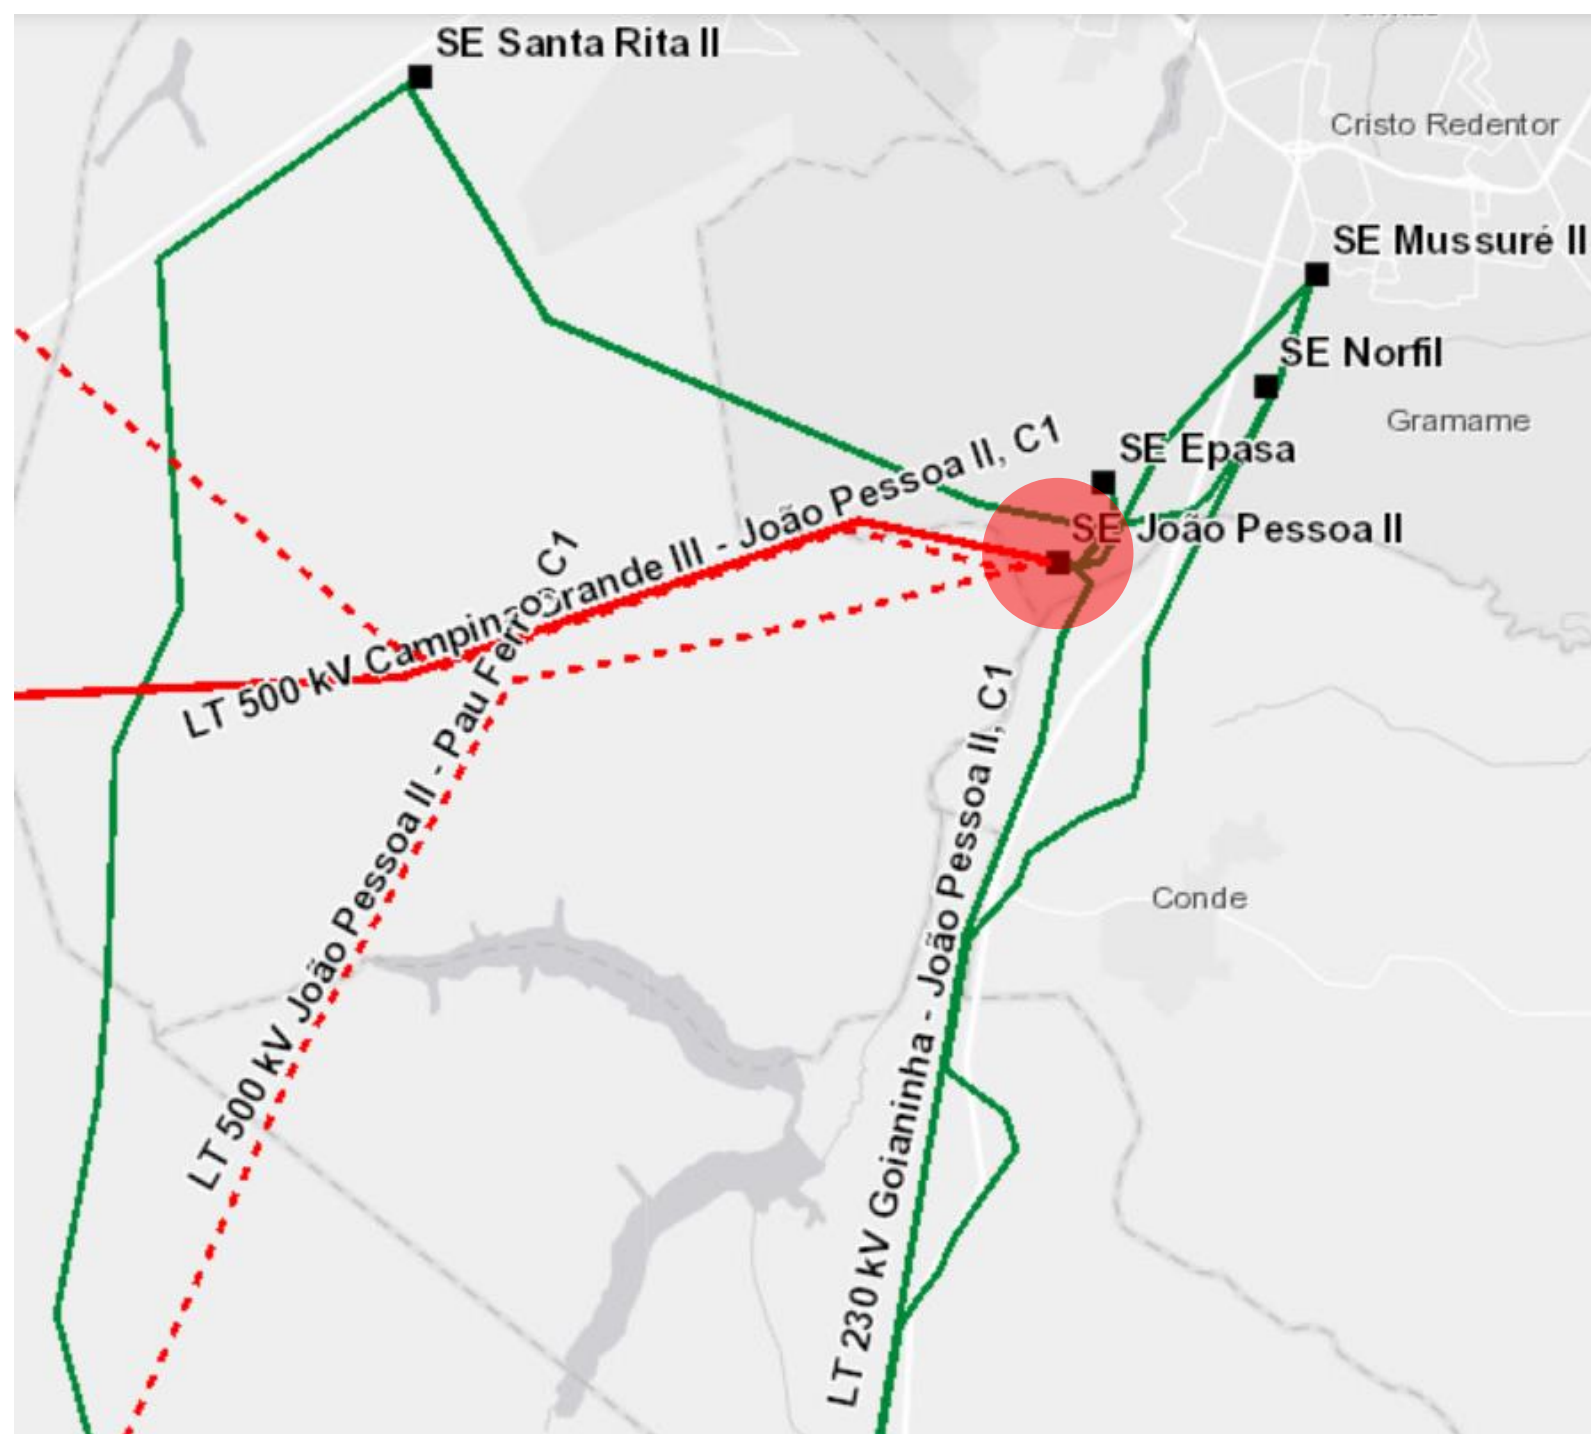 SE Santa Rita II
Cristo Redentor
SE Mussuré II
SE Norfil
Gramame
SE Epasa
SE João Pessoa II
LT 500 kV Campina Grande III - João Pessoa II, C1
LT 500 kV João Pessoa II - Pau Ferro, C1
LT 230 kV Goianinha - João Pessoa II, C1
Conde